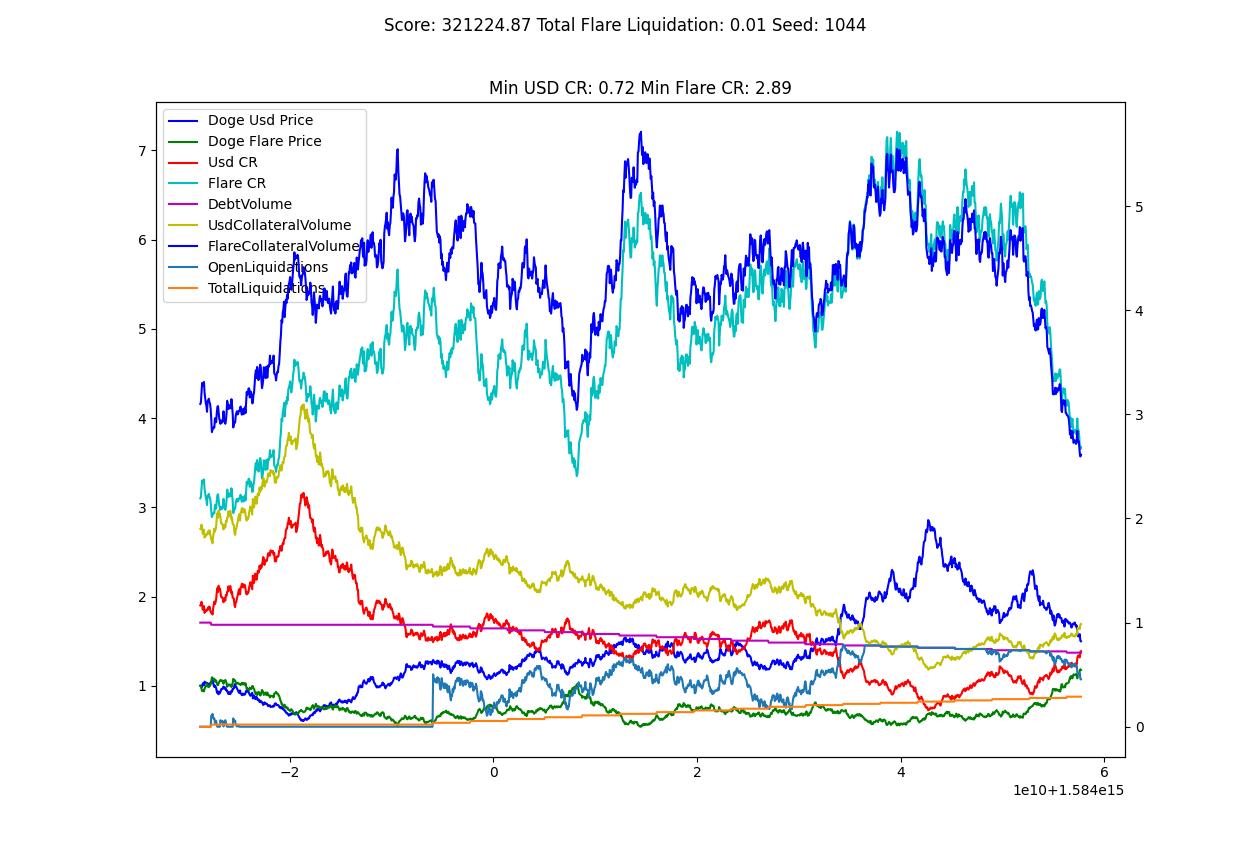 Score: 321224.87 Total Flare Liquidation: 0.01 Seed: 1044
Min USD CR: 0.72 Min Flare CR: 2.89
Doge Usd Price
Doge Flare Price
Usd CR
Flare CR
DebtVolume
UsdCollateralVolume
FlareCollateralVolume
OpenLiquidations
TotalLiquidations
7
6
5
4
3
2
1
5
4
3
2
1
0
−2
0
2
4
6
1e10+1.584e15